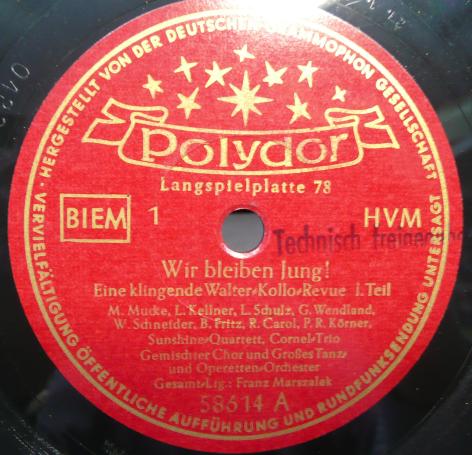 HERGESTELLT VON DER DEUTSCHEN GRAMMOPHON GESELLSCHAFT
Polydor
Langspielplatte 78
BIEM 1 HVM
Technisch
Wir bleiben Jung!
Eine klingende Walter-Kollo-Revue 1. Teil
M. Mucke, L. Kellner, L. Schulz, G. Wendland,
W. Schneider, B. Fritz, R. Carol, P. R. Körner,
Sunshine-Quartett, Cornel-Trio
Gemischter Chor und Großes Tanz-
und Operetten-Orchester
Gesamt-Ltg.: Franz Marszalek
58614 A
VERVIELFÄLTIGUNG ÖFFENTLICHE AUFFÜHRUNG UND RUNDFUNKSENDUNG UNTERSAGT